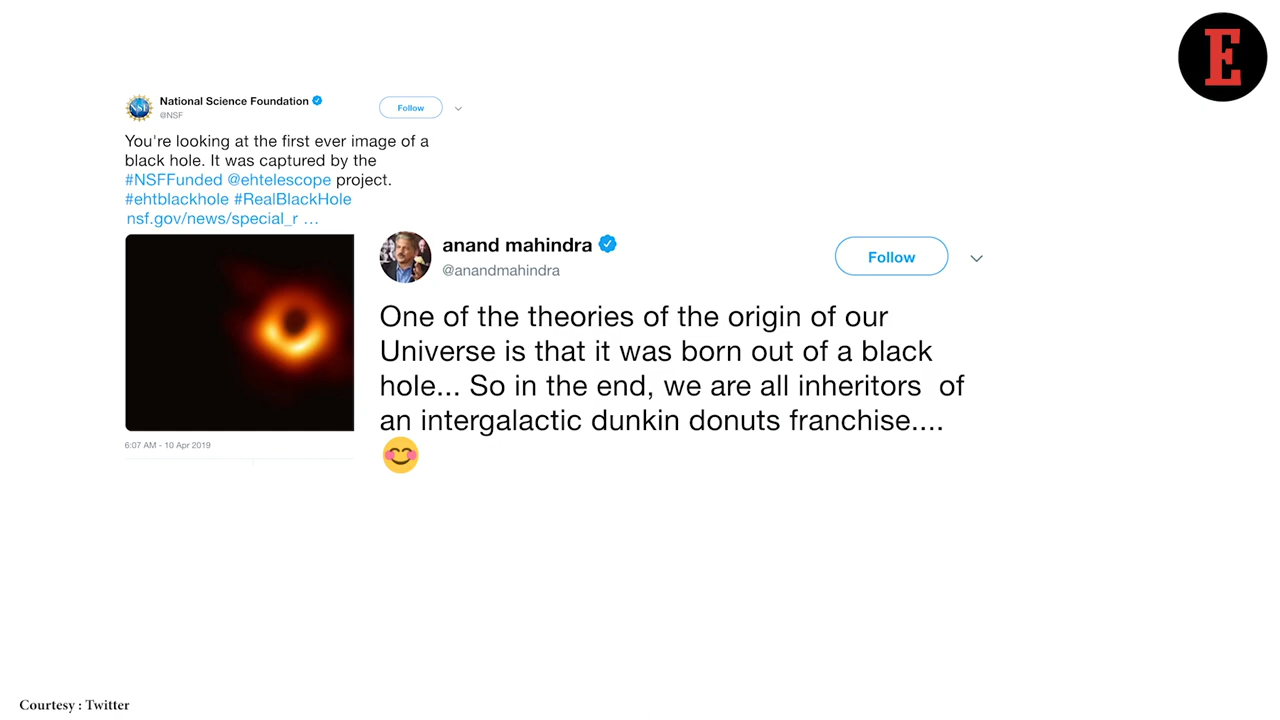 E
National Science Foundation
@NSF
Follow
You're looking at the first ever image of a
black hole. It was captured by the
#NSFFunded @ehtelescope project.
#ehtblackhole #RealBlackHole
nsf.gov/news/special_r ...
6:07 AM - 10 Apr 2019
anand mahindra
@anandmahindra
Follow
One of the theories of the origin of our
Universe is that it was born out of a black
hole... So in the end, we are all inheritors of
an intergalactic dunkin donuts franchise....
😊
Courtesy : Twitter